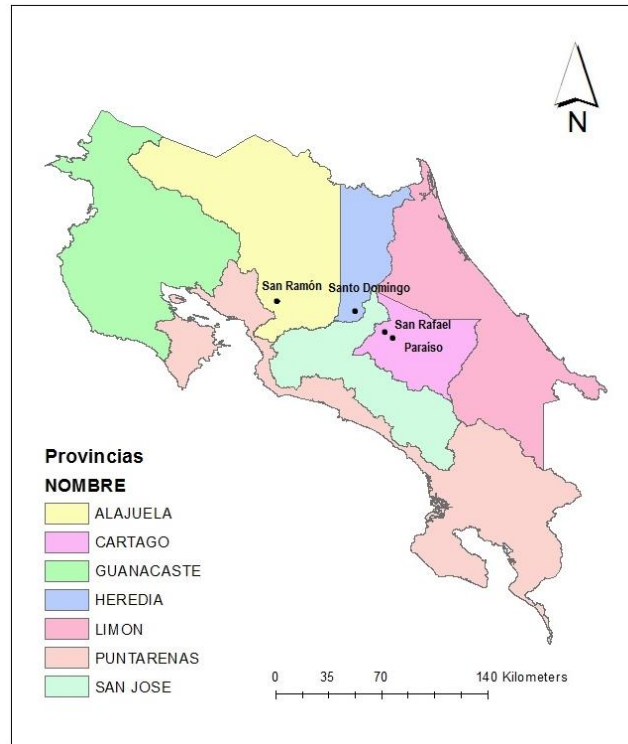 N
San Ramón
Santo Domingo
San Rafael
Paraiso
Provincias
NOMBRE
ALAJUELA
CARTAGO
GUANACASTE
HEREDIA
LIMON
PUNTARENAS
SAN JOSE
0 35 70 140 Kilometers